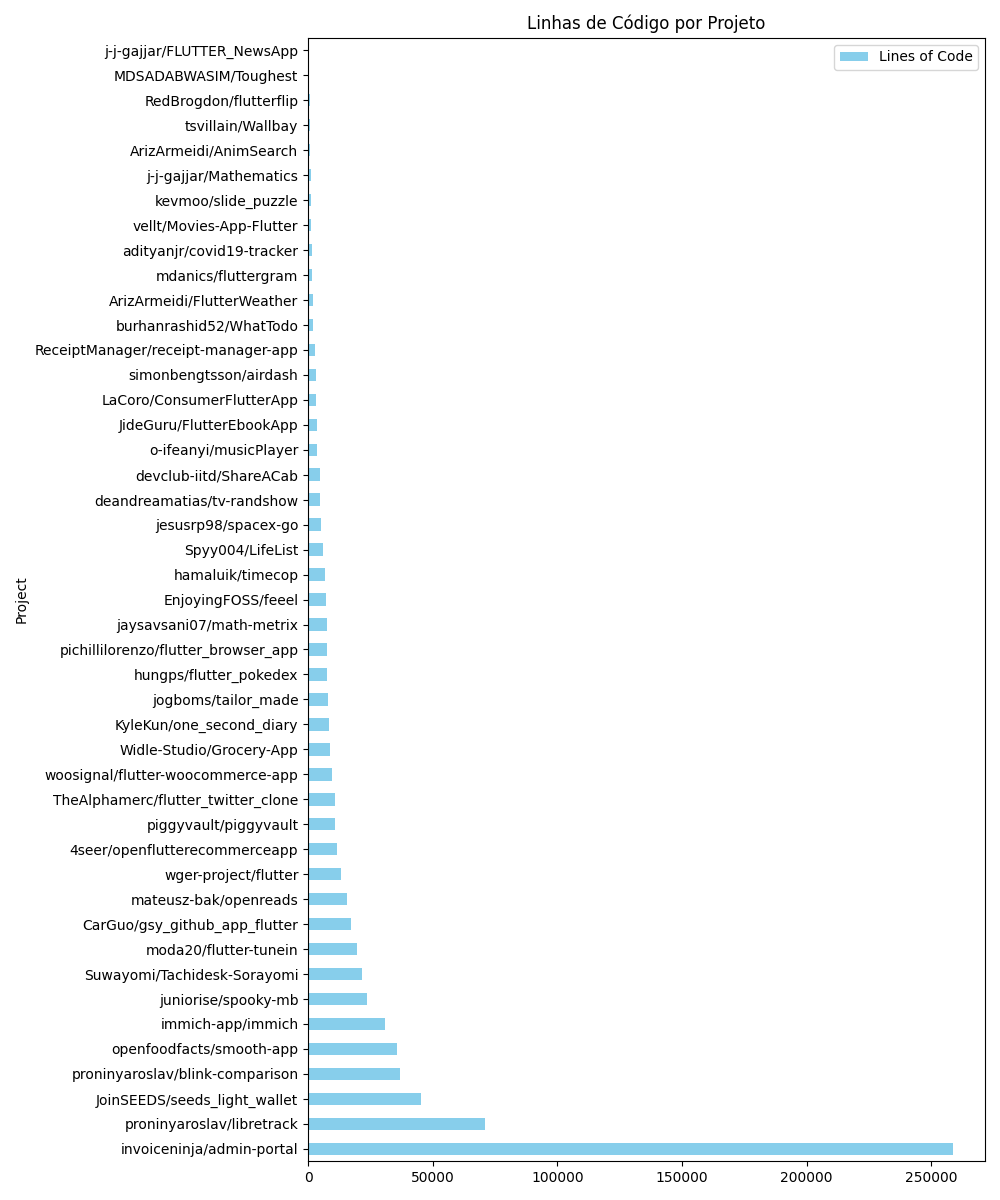 Linhas de Código por Projeto
Lines of Code
Project
j-j-gajjar/FLUTTER_NewsApp
MDSADABWASIM/Toughest
RedBrogdon/flutterflip
tsvillain/Wallbay
ArizArmeidi/AnimSearch
j-j-gajjar/Mathematics
kevmoo/slide_puzzle
vellt/Movies-App-Flutter
adityanjr/covid19-tracker
mdanics/fluttergram
ArizArmeidi/FlutterWeather
burhanrashid52/WhatTodo
ReceiptManager/receipt-manager-app
simonbengtsson/airdash
LaCoro/ConsumerFlutterApp
JideGuru/FlutterEbookApp
o-ifeanyi/musicPlayer
devclub-iitd/ShareACab
deandreamatias/tv-randshow
jesusrp98/spacex-go
Spyy004/LifeList
hamaluik/timecop
EnjoyingFOSS/feeel
jaysavsani07/math-metrix
pichillilorenzo/flutter_browser_app
hungps/flutter_pokedex
jogboms/tailor_made
KyleKun/one_second_diary
Widle-Studio/Grocery-App
woosignal/flutter-woocommerce-app
TheAlphamerc/flutter_twitter_clone
piggyvault/piggyvault
4seer/openflutterecommerceapp
wger-project/flutter
mateusz-bak/openreads
CarGuo/gsy_github_app_flutter
moda20/flutter-tunein
Suwayomi/Tachidesk-Sorayomi
juniorise/spooky-mb
immich-app/immich
openfoodfacts/smooth-app
proninyaroslav/blink-comparison
JoinSEEDS/seeds_light_wallet
proninyaroslav/libretrack
invoiceninja/admin-portal
0 50000 100000 150000 200000 250000